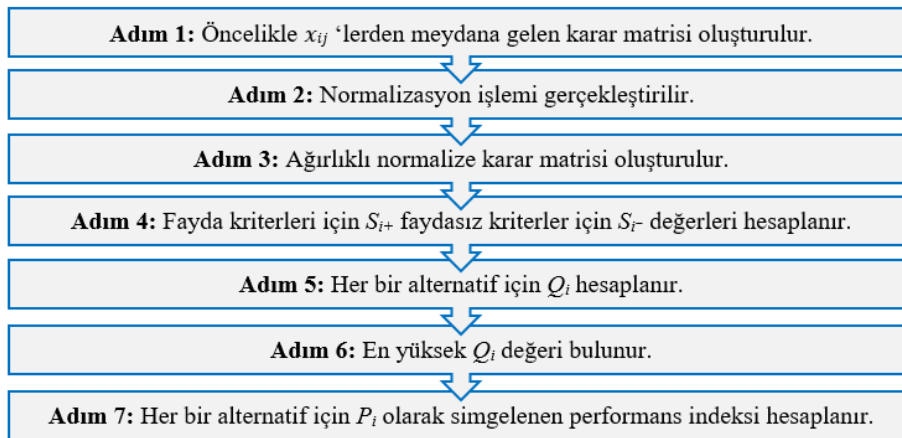 Adım 1: Öncelikle xij ‘lerden meydana gelen karar matrisi oluşturulur.
Adım 2: Normalizasyon işlemi gerçekleştirilir.
Adım 3: Ağırlıklı normalize karar matrisi oluşturulur.
Adım 4: Fayda kriterleri için Si+ faydasız kriterler için Si- değerleri hesaplanır.
Adım 5: Her bir alternatif için Qi hesaplanır.
Adım 6: En yüksek Qi değeri bulunur.
Adım 7: Her bir alternatif için Pi olarak simgelenen performans indeksi hesaplanır.